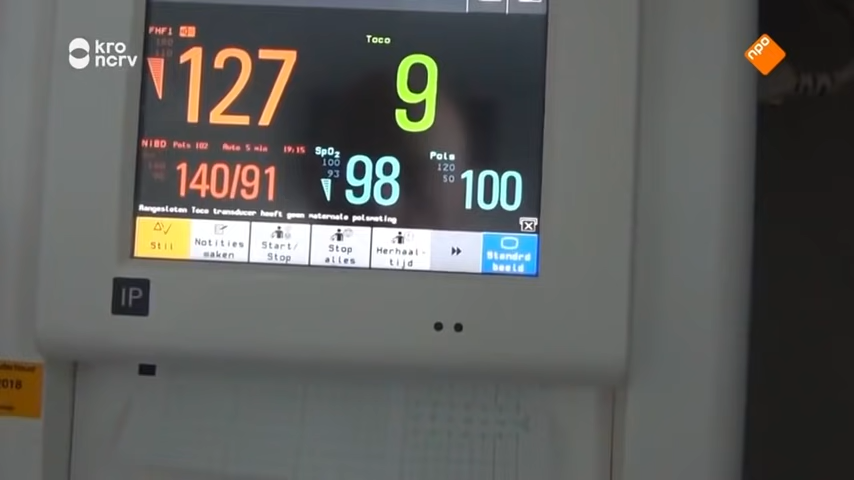 kro
ncrv
npo
FHF1
Toco
127
9
NIBD Pols 102 Auto 5 min 19:15
140/91
SpO2
100
93
98
Pols
120
50
100
Aangesloten Toco transducer heeft geen maternale polsmeting
Stil
Notities
maken
Start/
Stop
Stop
alles
Herhaal-
tijd
Standrd
beeld
IP
2018